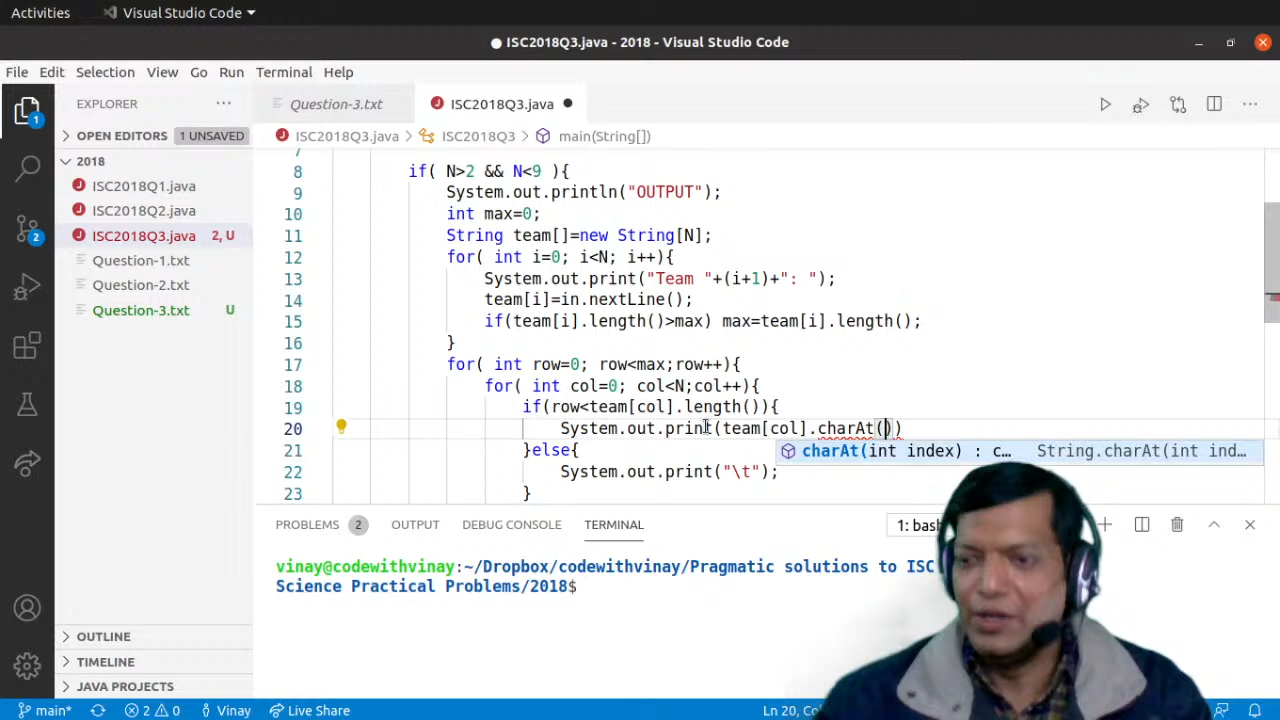 Activities Visual Studio Code
ISC2018Q3.java - 2018 - Visual Studio Code
File Edit Selection View Go Run Terminal Help
EXPLORER ··· Question-3.txt ISC2018Q3.java ···
OPEN EDITORS 1 UNSAVED
ISC2018Q3.java > ISC2018Q3 > main(String[])
2018
ISC2018Q1.java
ISC2018Q2.java
ISC2018Q3.java 2, U
Question-1.txt
Question-2.txt
Question-3.txt U
1
2
7
8 if( N>2 && N<9 ){
9 System.out.println("OUTPUT");
10 int max=0;
11 String team[]=new String[N];
12 for( int i=0; i<N; i++){
13 System.out.print("Team "+(i+1)+": ");
14 team[i]=in.nextLine();
15 if(team[i].length()>max) max=team[i].length();
16 }
17 for( int row=0; row<max;row++){
18 for( int col=0; col<N;col++){
19 if(row<team[col].length()){
20 System.out.print(team[col].charAt())
21 }else{
charAt(int index) : c... String.charAt(int ind...
22 System.out.print("\t");
23 }
PROBLEMS 2 OUTPUT DEBUG CONSOLE TERMINAL 1: bash
vinay@codewithvinay:~/Dropbox/codewithvinay/Pragmatic solutions to ISC
Science Practical Problems/2018$
OUTLINE
TIMELINE
JAVA PROJECTS
main* 2 0 Vinay Live Share Ln 20,